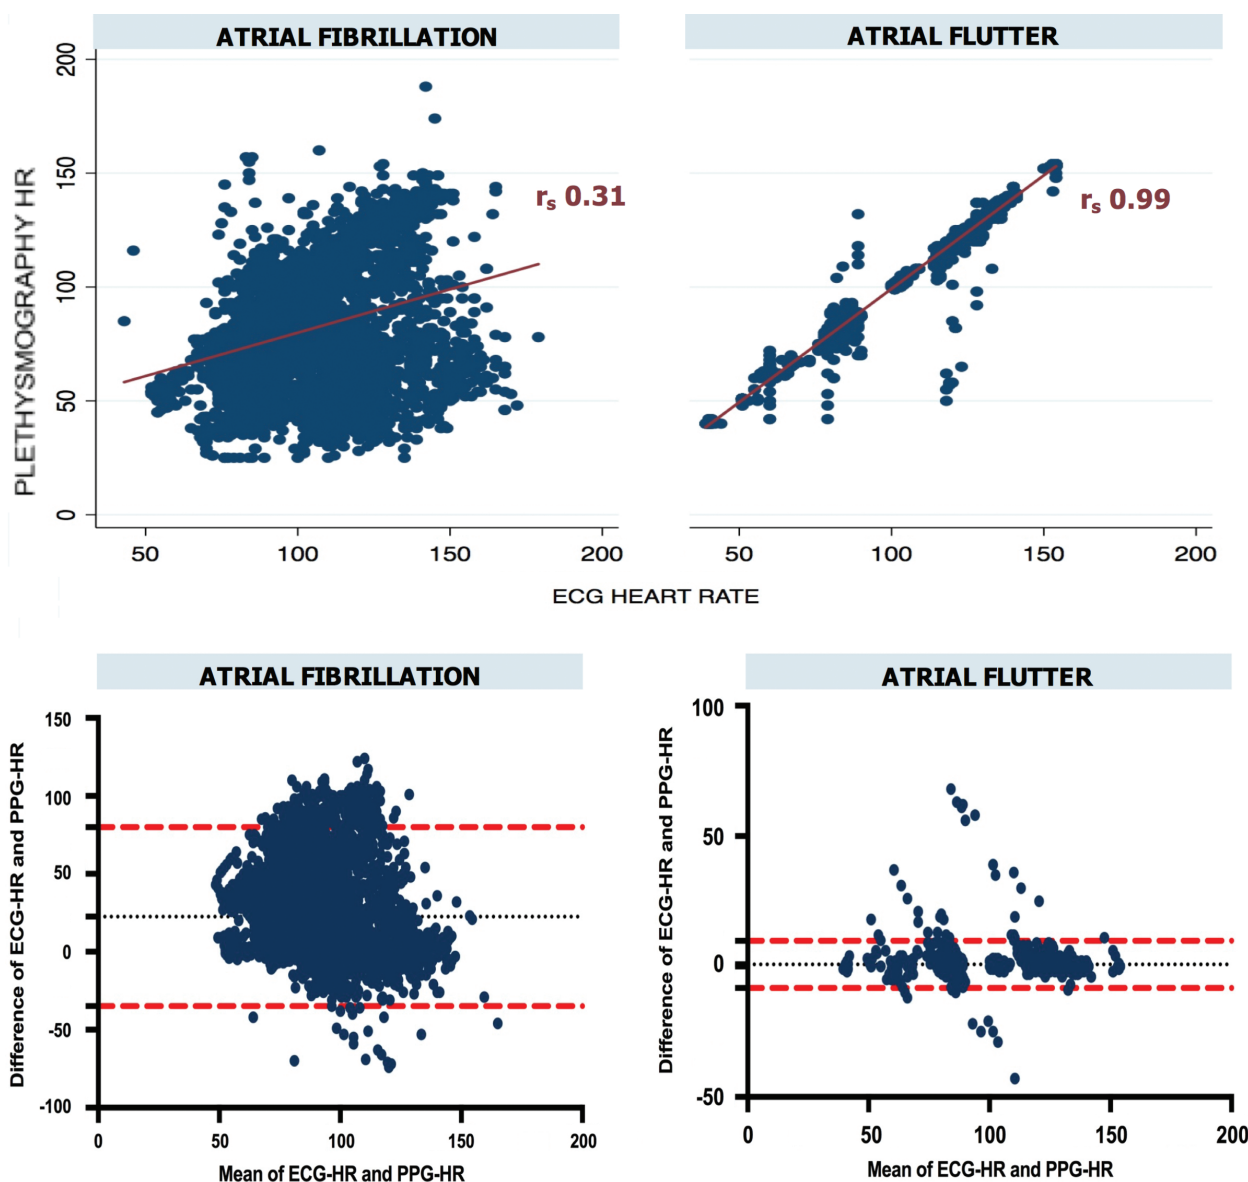 ATRIAL FIBRILLATION
ATRIAL FLUTTER
PLETHYSMOGRAPHY HR
200
150
100
50
0
rs 0.31
rs 0.99
50 100 150 200
50 100 150 200
ECG HEART RATE
ATRIAL FIBRILLATION
ATRIAL FLUTTER
Difference of ECG-HR and PPG-HR
150
100
50
0
-50
-100
0 50 100 150 200
Mean of ECG-HR and PPG-HR
Difference of ECG-HR and PPG-HR
100
50
0
-50
0 50 100 150 200
Mean of ECG-HR and PPG-HR